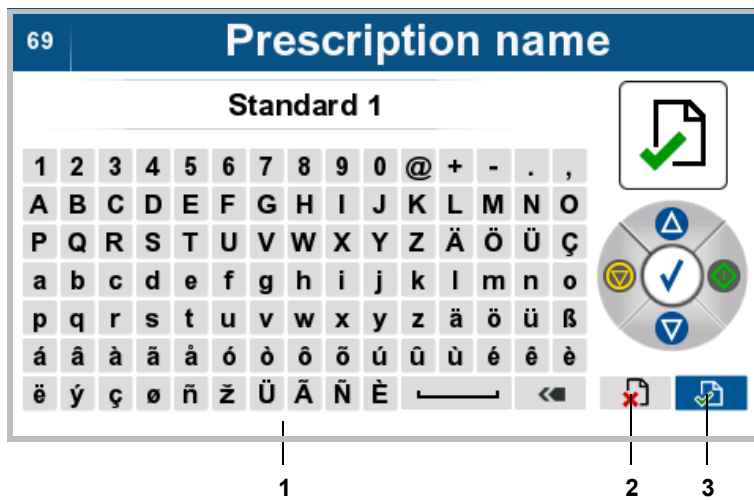 69 Prescription name
Standard 1
1 2 3 4 5 6 7 8 9 0 @ + - . ,
A B C D E F G H I J K L M N O
P Q R S T U V W X Y Z Ä Ö Ü Ç
a b c d e f g h i j k l m n o
p q r s t u v w x y z ä ö ü ß
á â à ã å ó ò ô õ ú û ù é ê è
ë ý ç ø ñ ž Ü Ã Ñ È
1 2 3